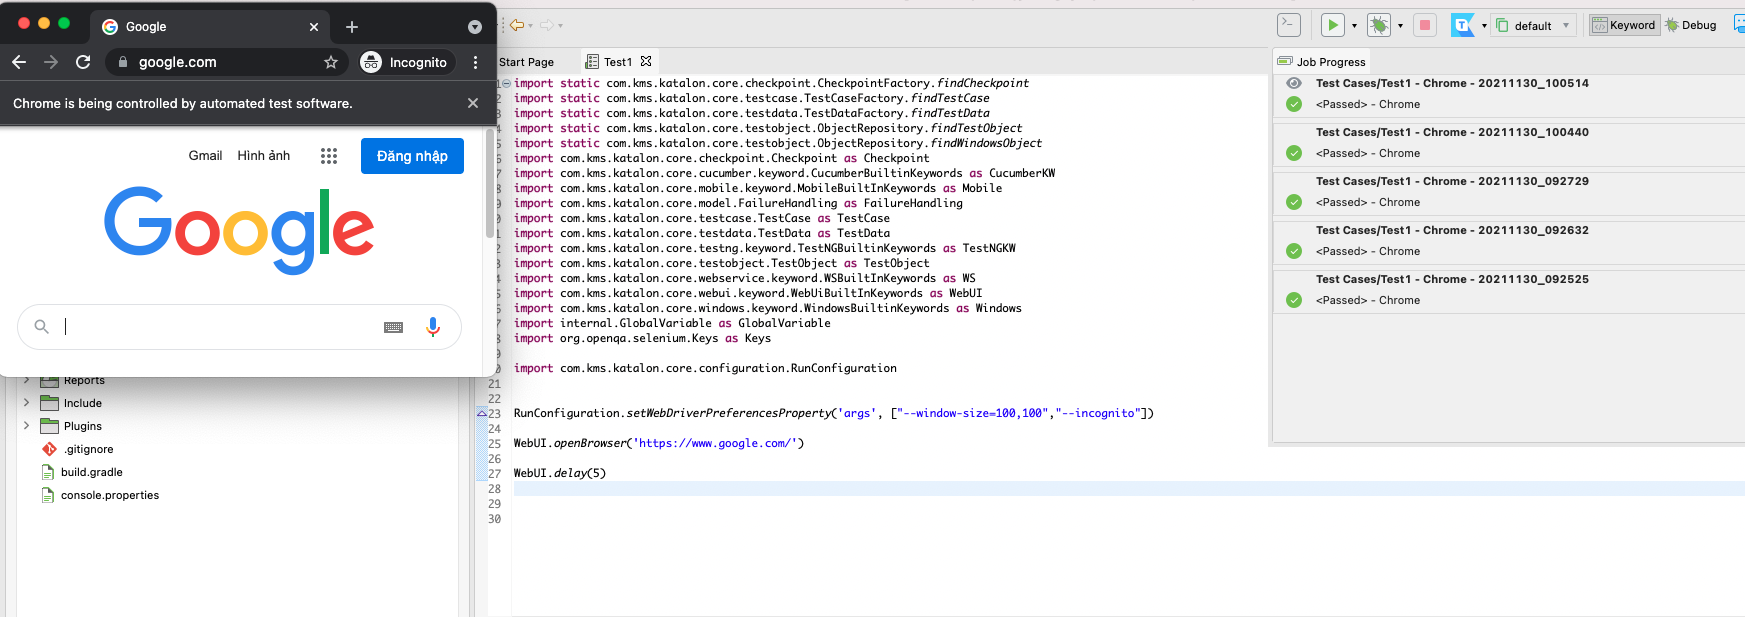 Google
google.com
Incognito
Chrome is being controlled by automated test software.
Gmail
Hình ảnh
Đăng nhập
Google
Reports
Include
Plugins
.gitignore
build.gradle
console.properties
Start Page
Test1
import static com.kms.katalon.core.checkpoint.CheckpointFactory.findCheckpoint
import static com.kms.katalon.core.testcase.TestCaseFactory.findTestCase
import static com.kms.katalon.core.testdata.TestDataFactory.findTestData
import static com.kms.katalon.core.testobject.ObjectRepository.findTestObject
import static com.kms.katalon.core.testobject.ObjectRepository.findWindowsObject
import com.kms.katalon.core.checkpoint.Checkpoint as Checkpoint
import com.kms.katalon.core.cucumber.keyword.CucumberBuiltinKeywords as CucumberKW
import com.kms.katalon.core.mobile.keyword.MobileBuiltInKeywords as Mobile
import com.kms.katalon.core.model.FailureHandling as FailureHandling
import com.kms.katalon.core.testcase.TestCase as TestCase
import com.kms.katalon.core.testdata.TestData as TestData
import com.kms.katalon.core.testng.keyword.TestNGBuiltinKeywords as TestNGKW
import com.kms.katalon.core.testobject.TestObject as TestObject
import com.kms.katalon.core.webservice.keyword.WSBuiltInKeywords as WS
import com.kms.katalon.core.webui.keyword.WebUiBuiltInKeywords as WebUI
import com.kms.katalon.core.windows.keyword.WindowsBuiltinKeywords as Windows
import internal.GlobalVariable as GlobalVariable
import org.openqa.selenium.Keys as Keys
import com.kms.katalon.core.configuration.RunConfiguration
21
22
23 RunConfiguration.setWebDriverPreferencesProperty('args', ["--window-size=100,100","--incognito"])
24
25 WebUI.openBrowser('https://www.google.com/')
26
27 WebUI.delay(5)
28
29
30
default
Keyword
Debug
Job Progress
Test Cases/Test1 - Chrome - 20211130_100514
<Passed> - Chrome
Test Cases/Test1 - Chrome - 20211130_100440
<Passed> - Chrome
Test Cases/Test1 - Chrome - 20211130_092729
<Passed> - Chrome
Test Cases/Test1 - Chrome - 20211130_092632
<Passed> - Chrome
Test Cases/Test1 - Chrome - 20211130_092525
<Passed> - Chrome